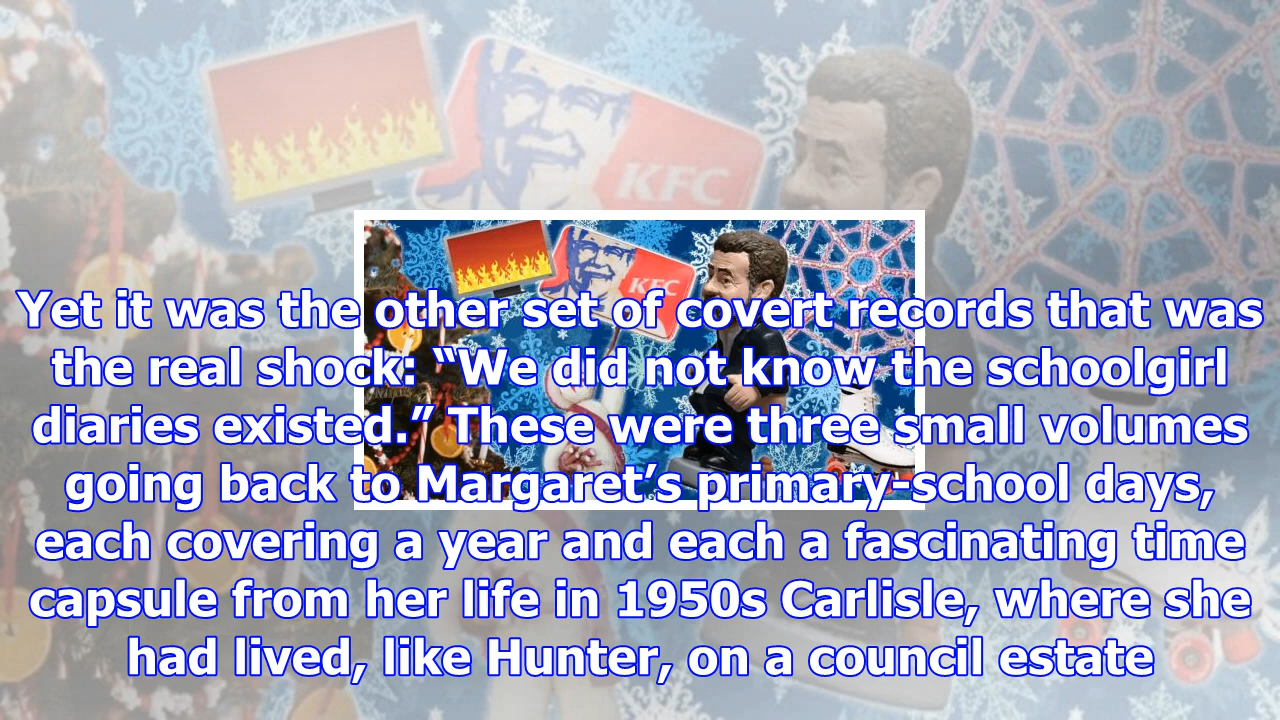 KFC
KFC
Yet it was the other set of covert records that was
the real shock: “We did not know the schoolgirl
diaries existed.” These were three small volumes
going back to Margaret’s primary-school days,
each covering a year and each a fascinating time
capsule from her life in 1950s Carlisle, where she
had lived, like Hunter, on a council estate